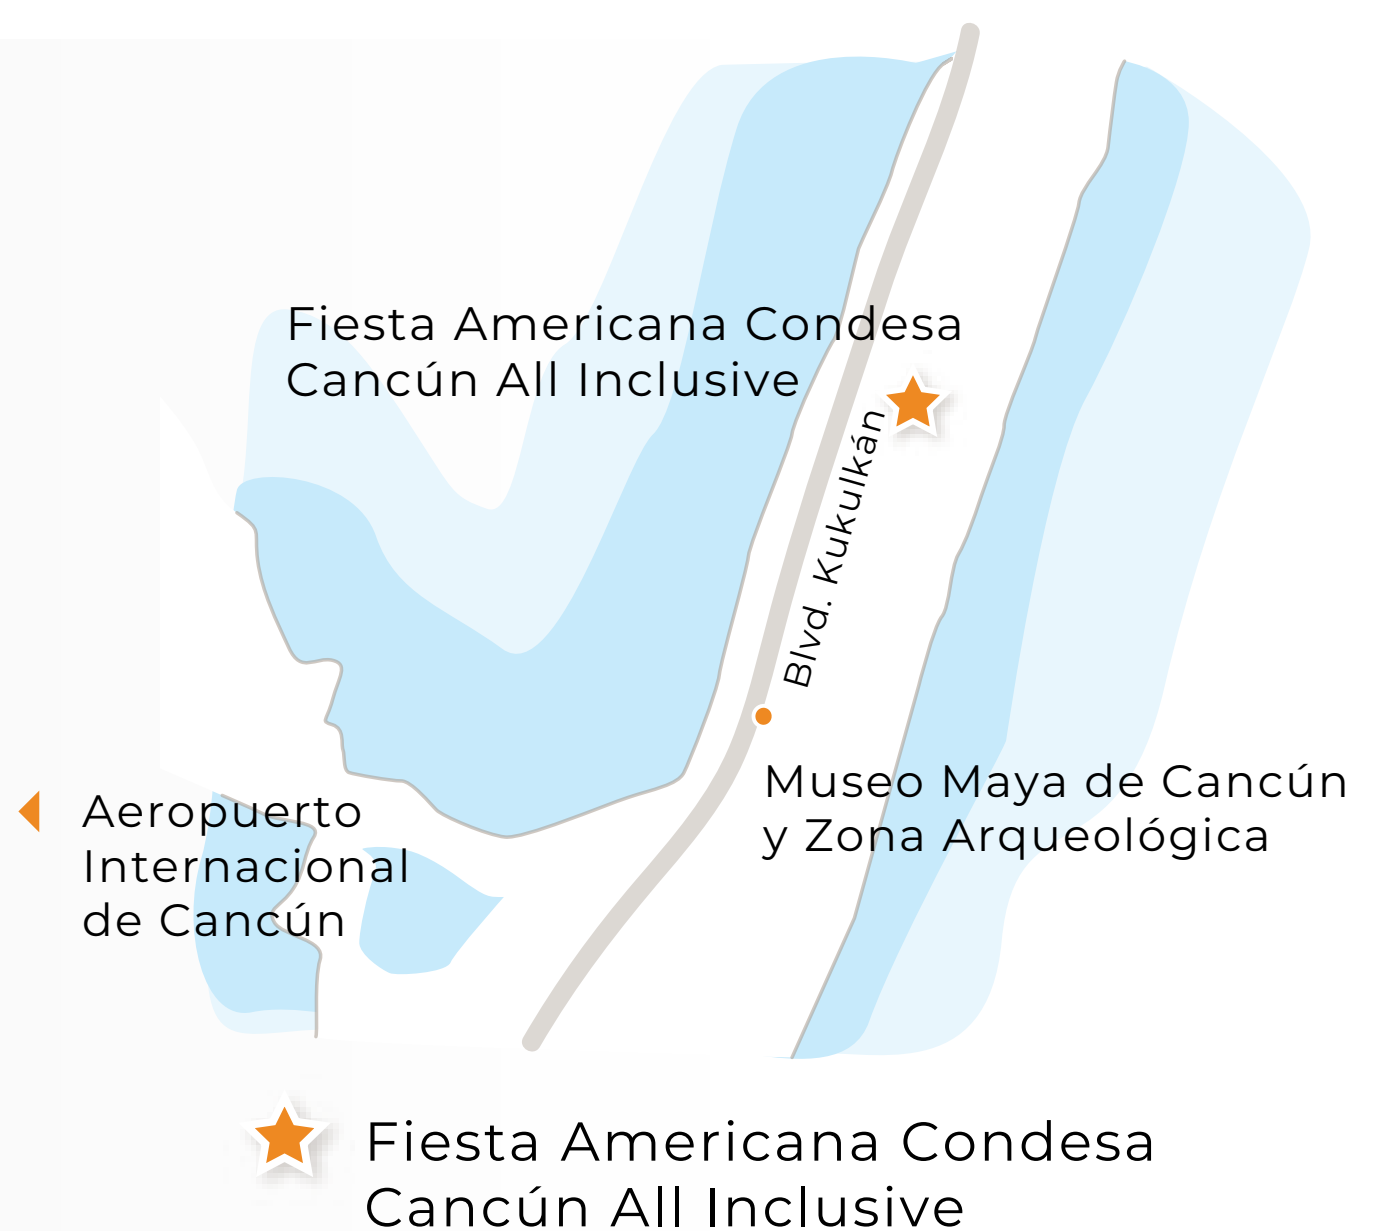 Fiesta Americana Condesa
Cancún All Inclusive
Blvd. Kukulkán
Museo Maya de Cancún
y Zona Arqueológica
Aeropuerto
Internacional
de Cancún
Fiesta Americana Condesa
Cancún All Inclusive